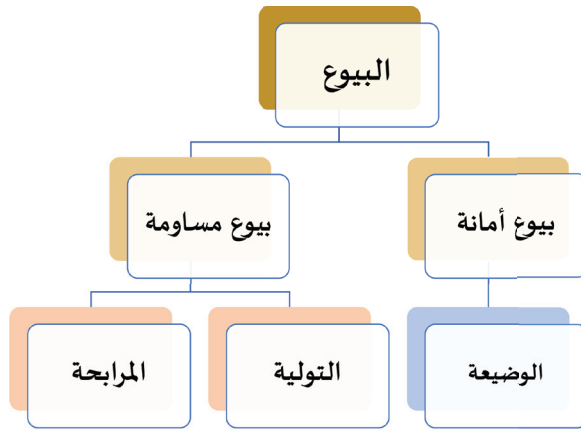 البيوع
بيوع أمانة
بيوع مساومة
الوضيعة
التولية
المرابحة